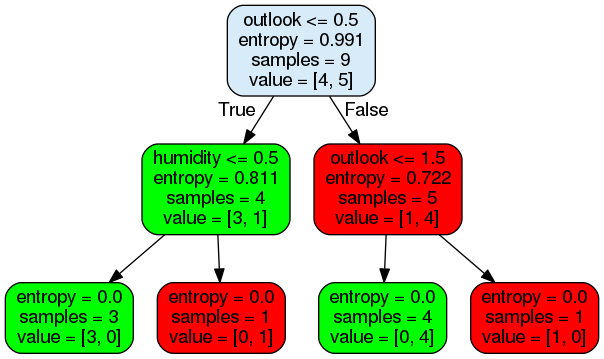 outlook <= 0.5
entropy = 0.991
samples = 9
value = [4, 5]
True
False
humidity <= 0.5
entropy = 0.811
samples = 4
value = [3, 1]
outlook <= 1.5
entropy = 0.722
samples = 5
value = [1, 4]
entropy = 0.0
samples = 3
value = [3, 0]
entropy = 0.0
samples = 1
value = [0, 1]
entropy = 0.0
samples = 4
value = [0, 4]
entropy = 0.0
samples = 1
value = [1, 0]